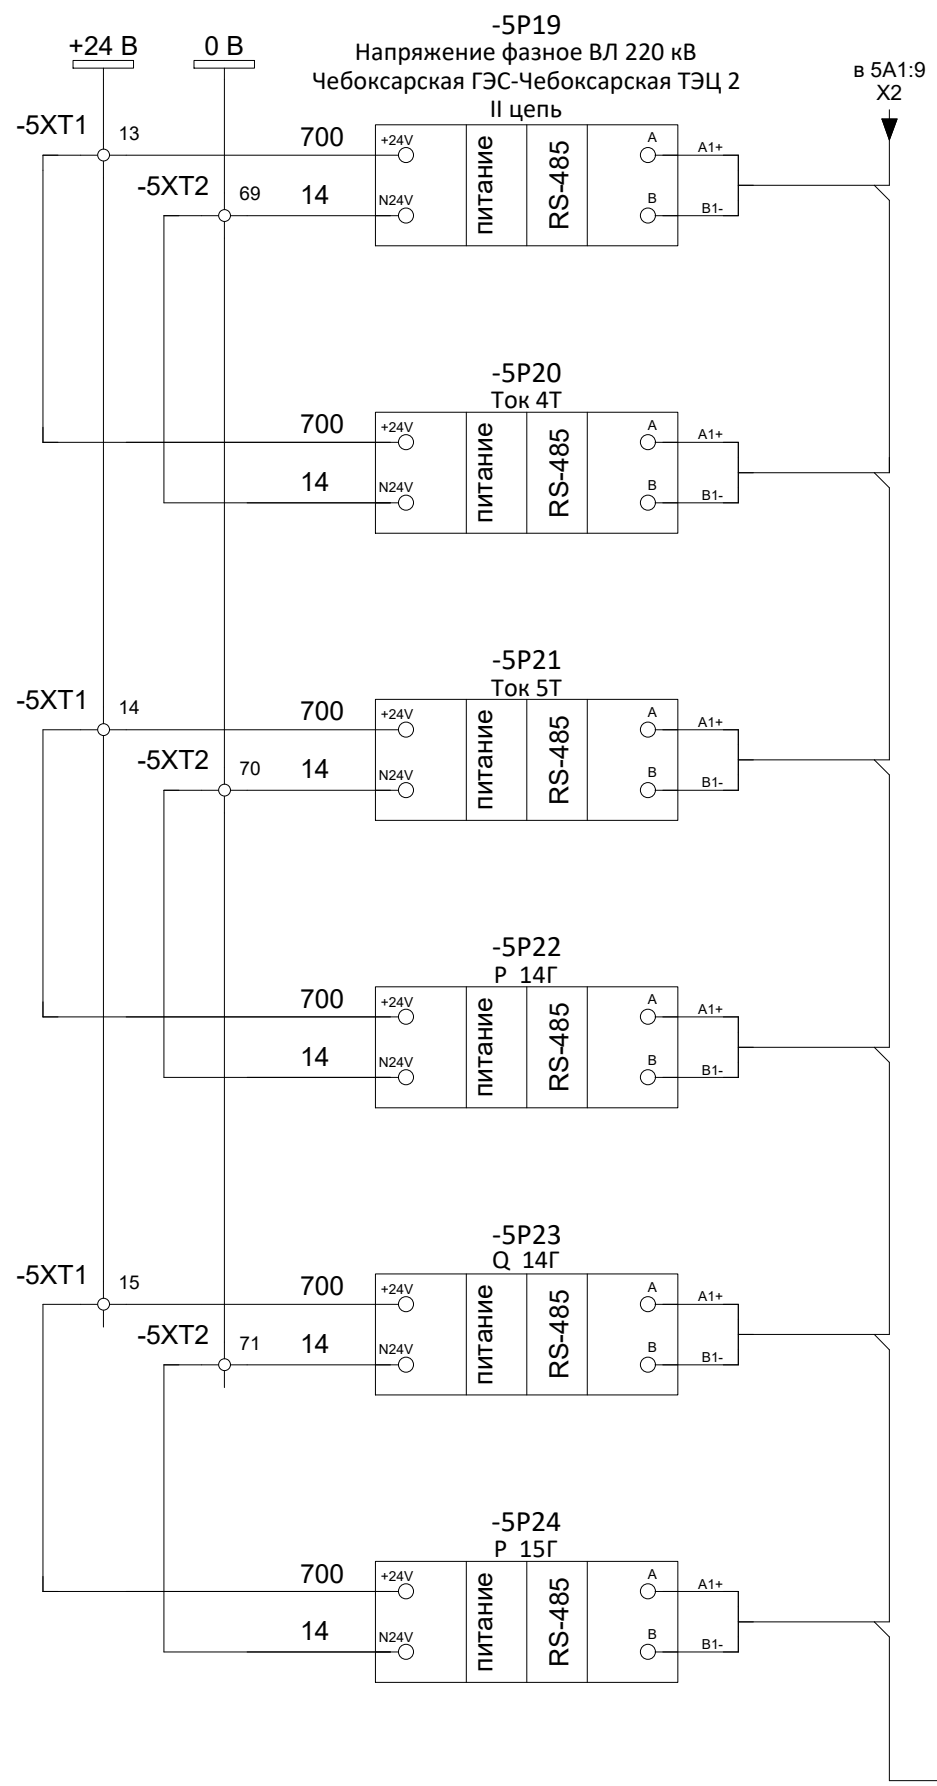 +24 В
0 В
-5P19
Напряжение фазное ВЛ 220 кВ
Чебоксарская ГЭС-Чебоксарская ТЭЦ 2
II цепь
в 5А1:9
X2
-5XT1
13
700
+24V
-5XT2
69
14
N24V
питание
RS-485
A
A1+
B
B1-
-5P20
Ток 4Т
700
+24V
14
N24V
питание
RS-485
A
A1+
B
B1-
-5P21
Ток 5Т
-5XT1
14
700
+24V
-5XT2
70
14
N24V
питание
RS-485
A
A1+
B
B1-
-5P22
P 14Г
700
+24V
14
N24V
питание
RS-485
A
A1+
B
B1-
-5P23
Q 14Г
-5XT1
15
700
+24V
-5XT2
71
14
N24V
питание
RS-485
A
A1+
B
B1-
-5P24
P 15Г
700
+24V
14
N24V
питание
RS-485
A
A1+
B
B1-